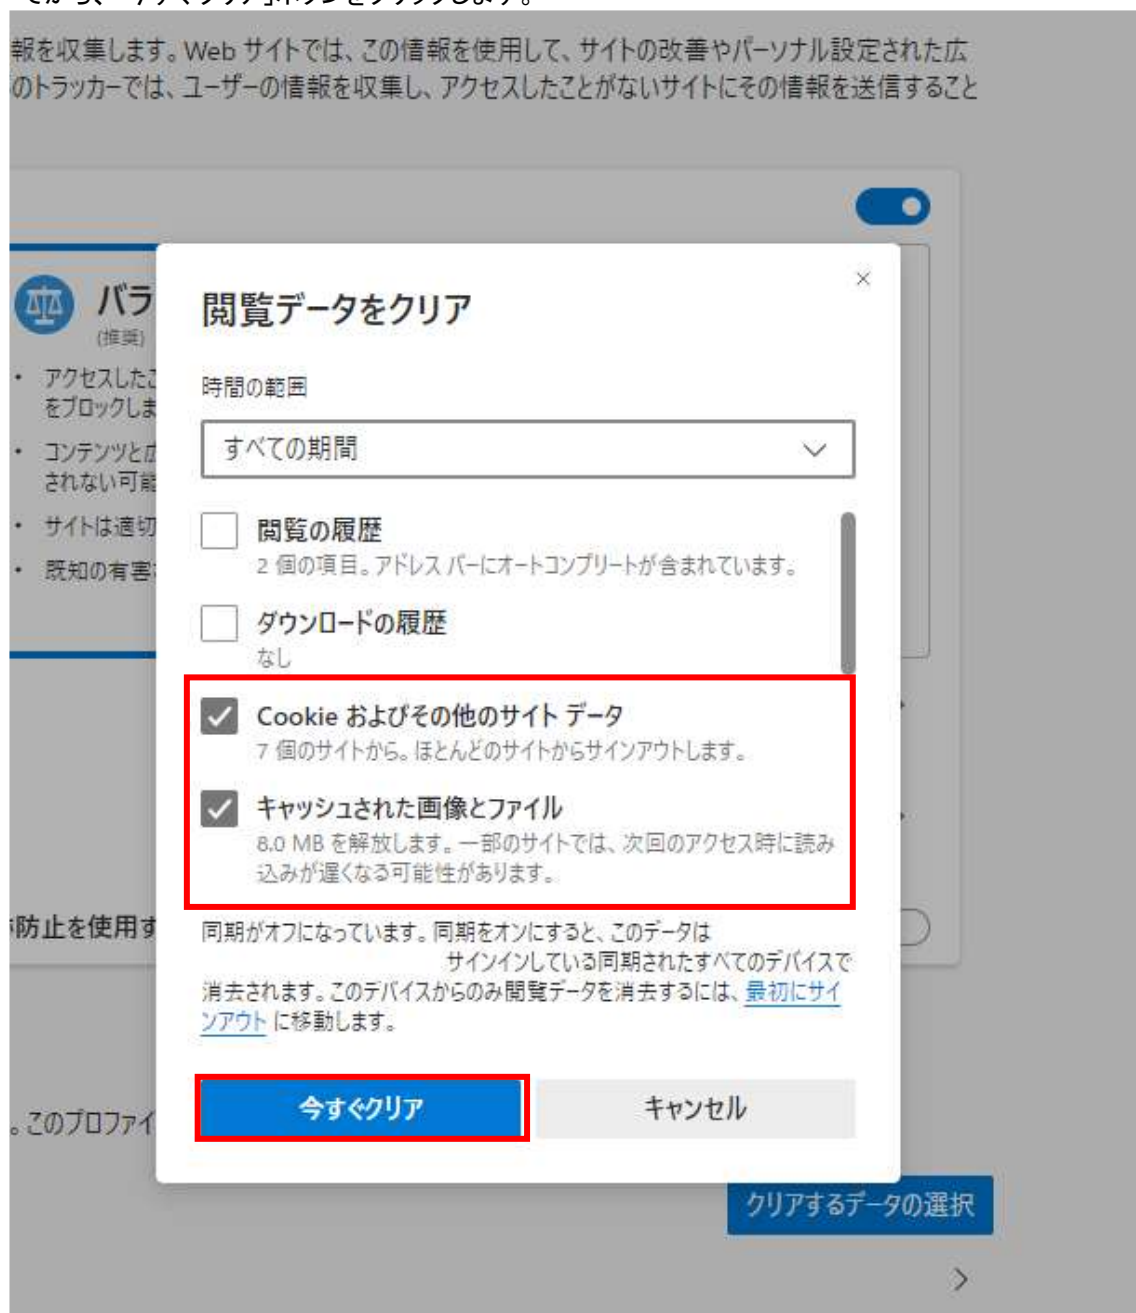 ボタンをクリックします。
報を収集します。Web サイトでは、この情報を使用して、サイトの改善やパーソナル設定された広
のトラッカーでは、ユーザーの情報を収集し、アクセスしたことがないサイトにその情報を送信すること
バラ
(推奨)
・ アクセスしたこ
をブロックしま
・ コンテンツと広
されない可能
・ サイトは適切
・ 既知の有害
閲覧データをクリア
×
時間の範囲
すべての期間
閲覧の履歴
2 個の項目。アドレス バーにオートコンプリートが含まれています。
ダウンロードの履歴
なし
Cookie およびその他のサイト データ
7 個のサイトから。ほとんどのサイトからサインアウトします。
キャッシュされた画像とファイル
8.0 MB を解放します。一部のサイトでは、次回のアクセス時に読み
込みが遅くなる可能性があります。
防止を使用す
同期がオフになっています。同期をオンにすると、このデータは
サインインしている同期されたすべてのデバイスで
消去されます。このデバイスからのみ閲覧データを消去するには、最初にサイ
ンアウト に移動します。
今すぐクリア
キャンセル
。このプロファイ
クリアするデータの選択